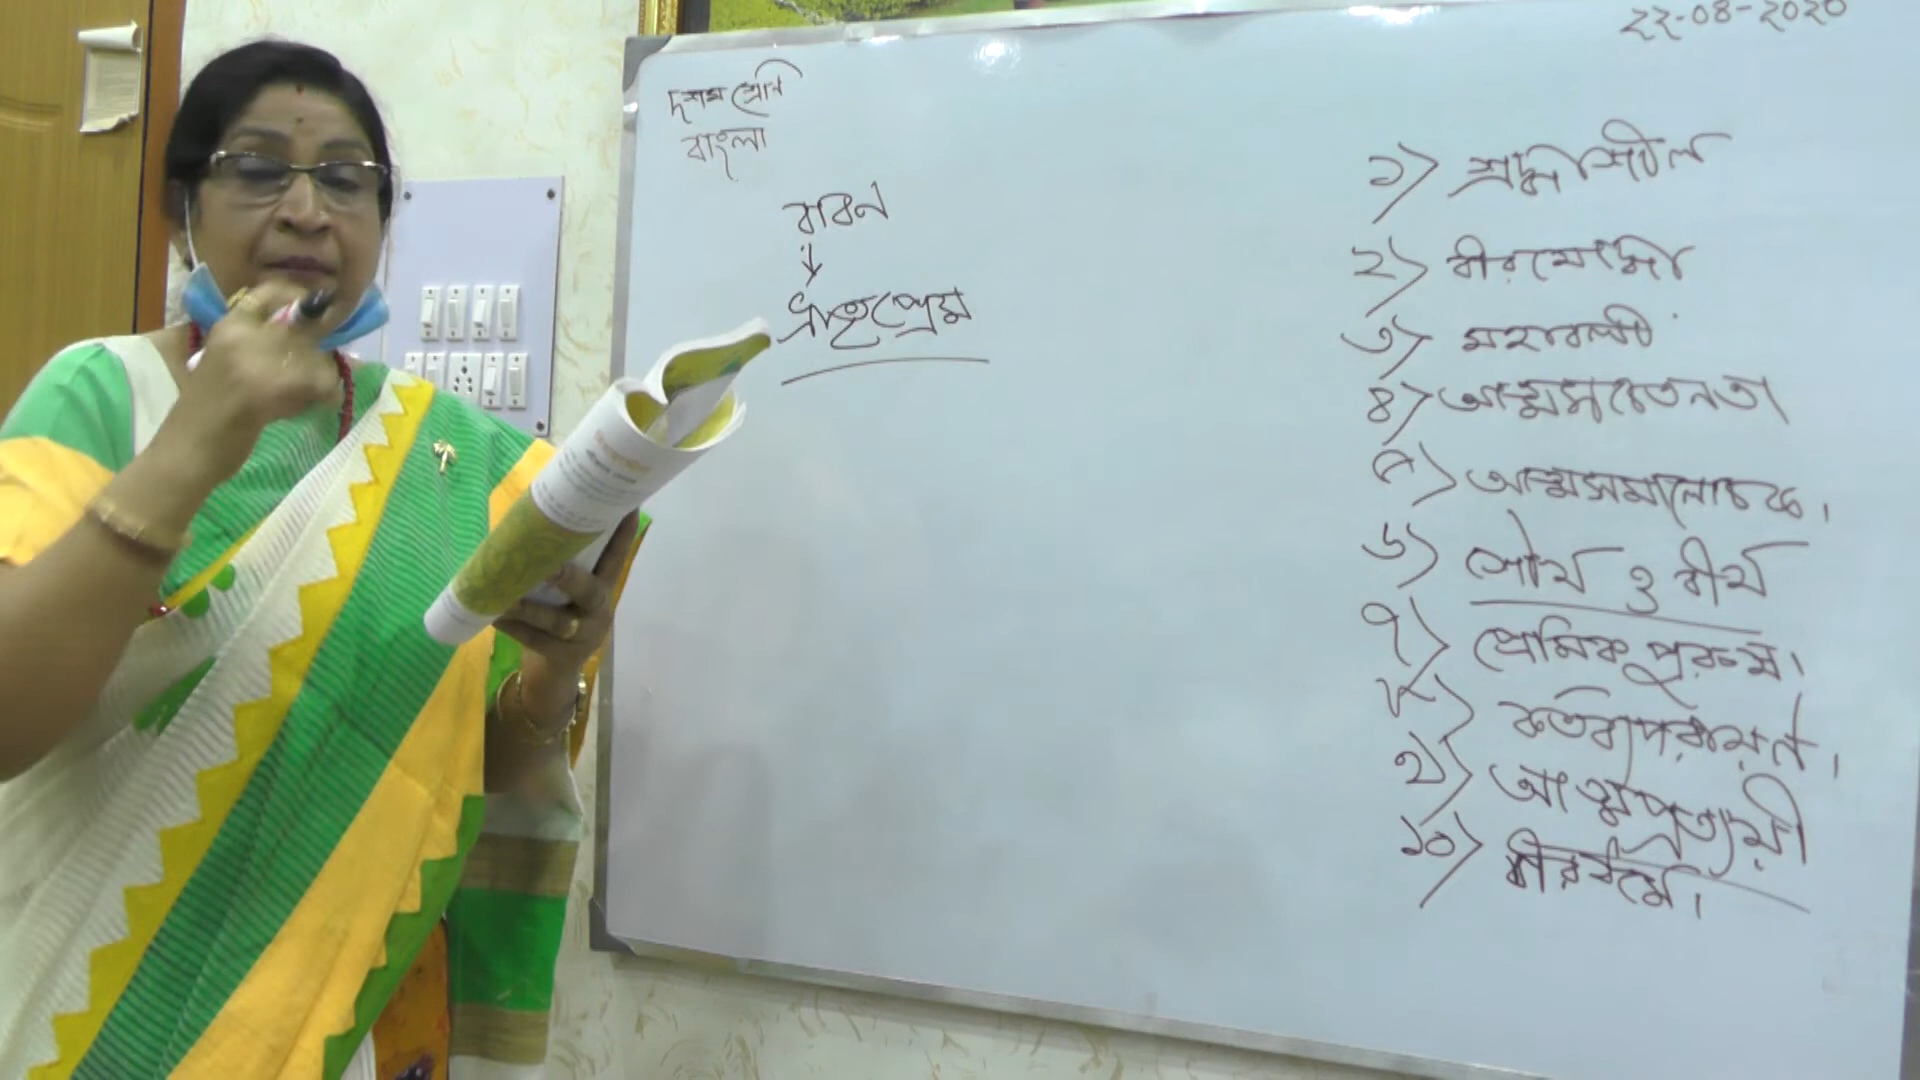 ২২-০৪-২০২০
দশম শ্রেণি
বাংলা
রাবণ
ভ্রাতৃপ্রেম
১) শ্রদ্ধাশীল
২) বীরযোদ্ধা
৩) মহাবলী
৪) আত্মসচেতনতা
৫) আত্মসমালোচক।
৬) শৌর্য ও বীর্য
৭) প্রেমিক পুরুষ।
৮) কর্তব্যপরায়ণ।
৯) আত্মপ্রত্যয়ী
১০) বীরধর্ম।